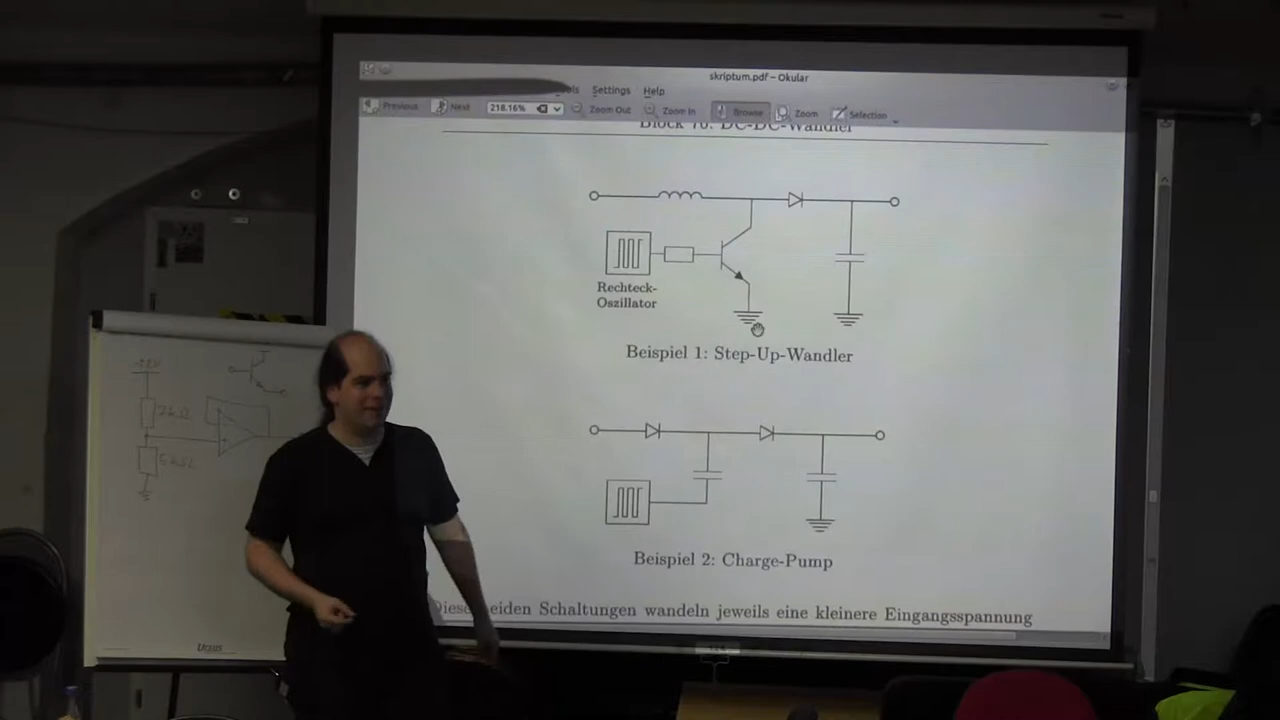 skriptum.pdf – Okular
Settings Help
Previous Next 218.16% Zoom Out Zoom In Browse Zoom Selection
Block 10: DC-DC-Wandler
Rechteck-
Oszillator
Beispiel 1: Step-Up-Wandler
Beispiel 2: Charge-Pump
Diese beiden Schaltungen wandeln jeweils eine kleinere Eingangsspannung